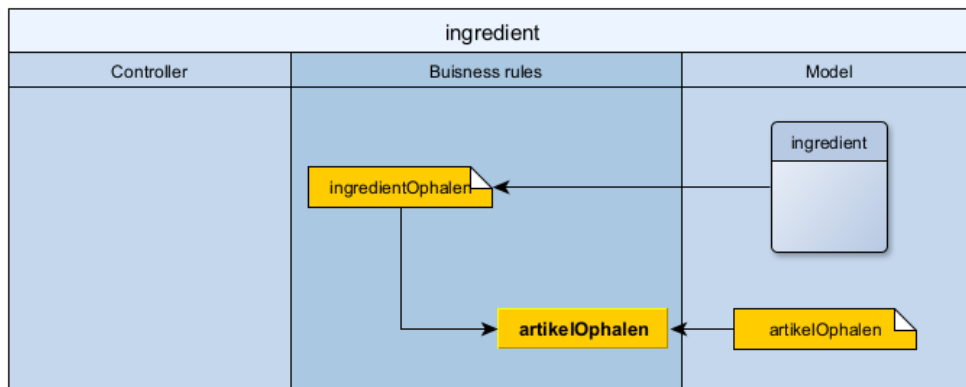 ingredient
Controller
Buisness rules
Model
ingredient
ingredientOphalen
artikelOphalen
artikelOphalen